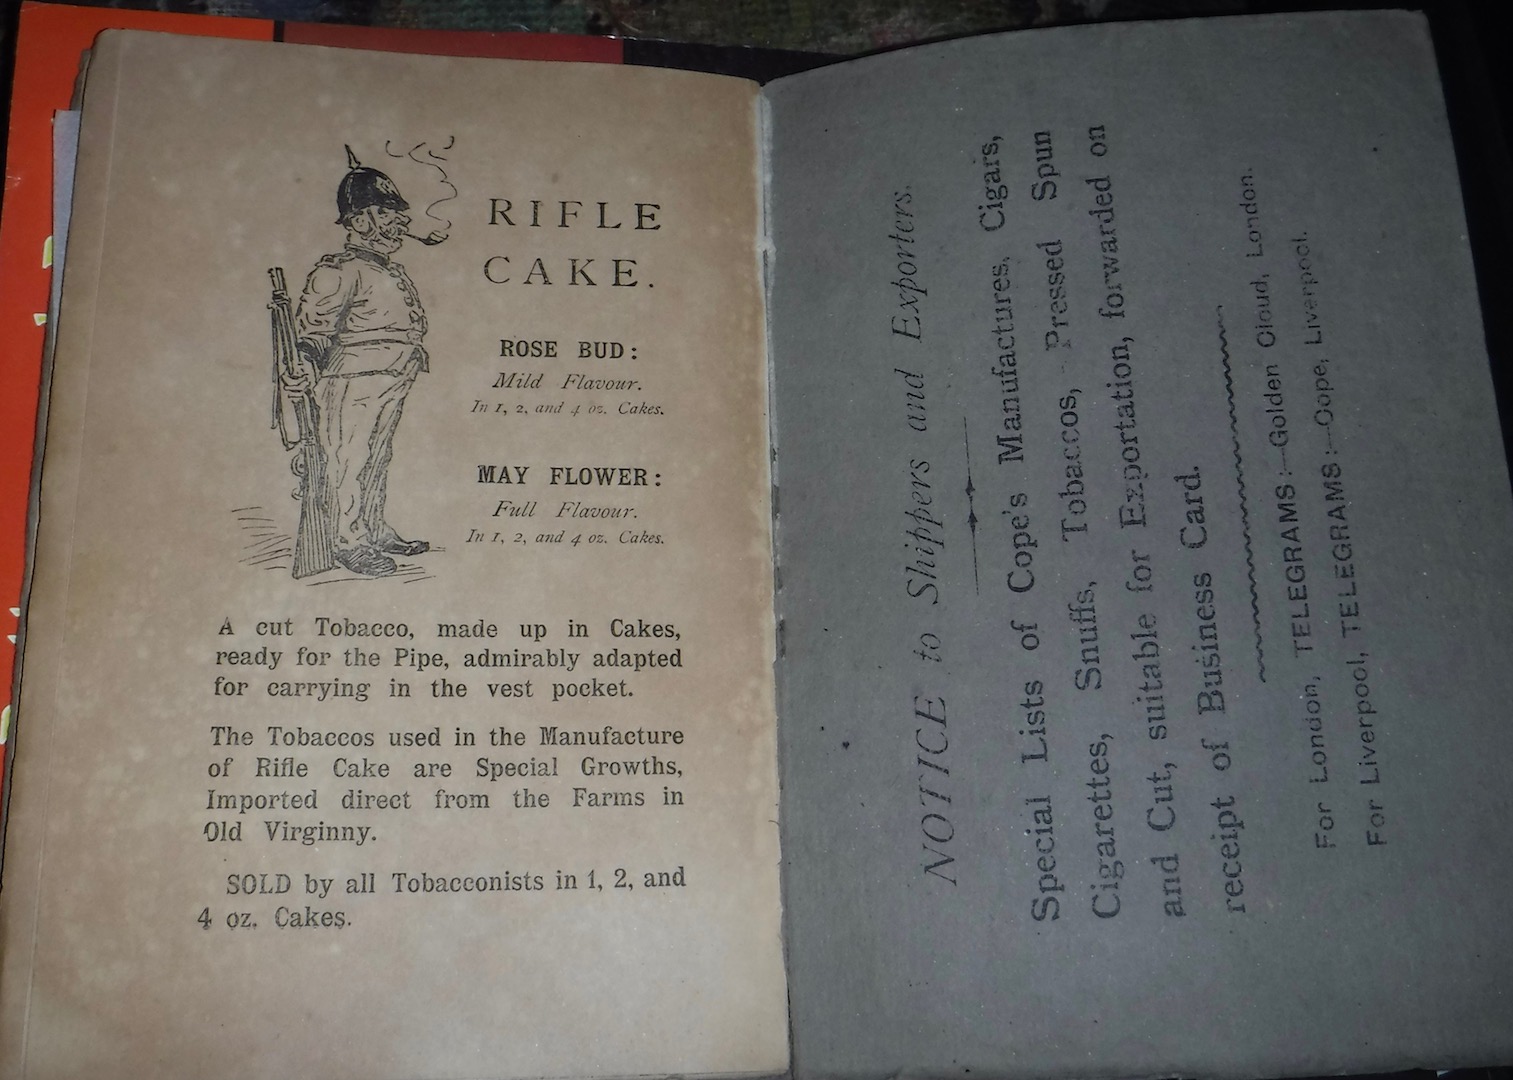 RIFLE
CAKE.
ROSE BUD:
Mild Flavour.
In 1, 2, and 4 oz. Cakes.
MAY FLOWER:
Full Flavour.
In 1, 2, and 4 oz. Cakes.
A cut Tobacco, made up in Cakes,
ready for the Pipe, admirably adapted
for carrying in the vest pocket.
The Tobaccos used in the Manufacture
of Rifle Cake are Special Growths,
Imported direct from the Farms in
Old Virginny.
SOLD by all Tobacconists in 1, 2, and
4 oz. Cakes.
NOTICE to Shippers and Exporters.
Special Lists of Cope's Manufactures, Cigars,
Cigarettes, Snuffs, Tobaccos, Pressed Spun
and Cut, suitable for Exportation, forwarded on
receipt of Business Card.
For London, TELEGRAMS:—Golden Cloud, London.
For Liverpool, TELEGRAMS:—Cope, Liverpool.